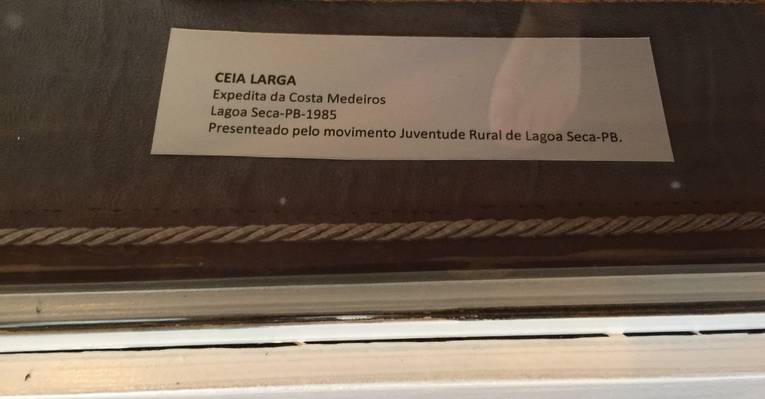 CEIA LARGA
Expedita da Costa Medeiros
Lagoa Seca-PB-1985
Presenteado pelo movimento Juventude Rural de Lagoa Seca-PB.